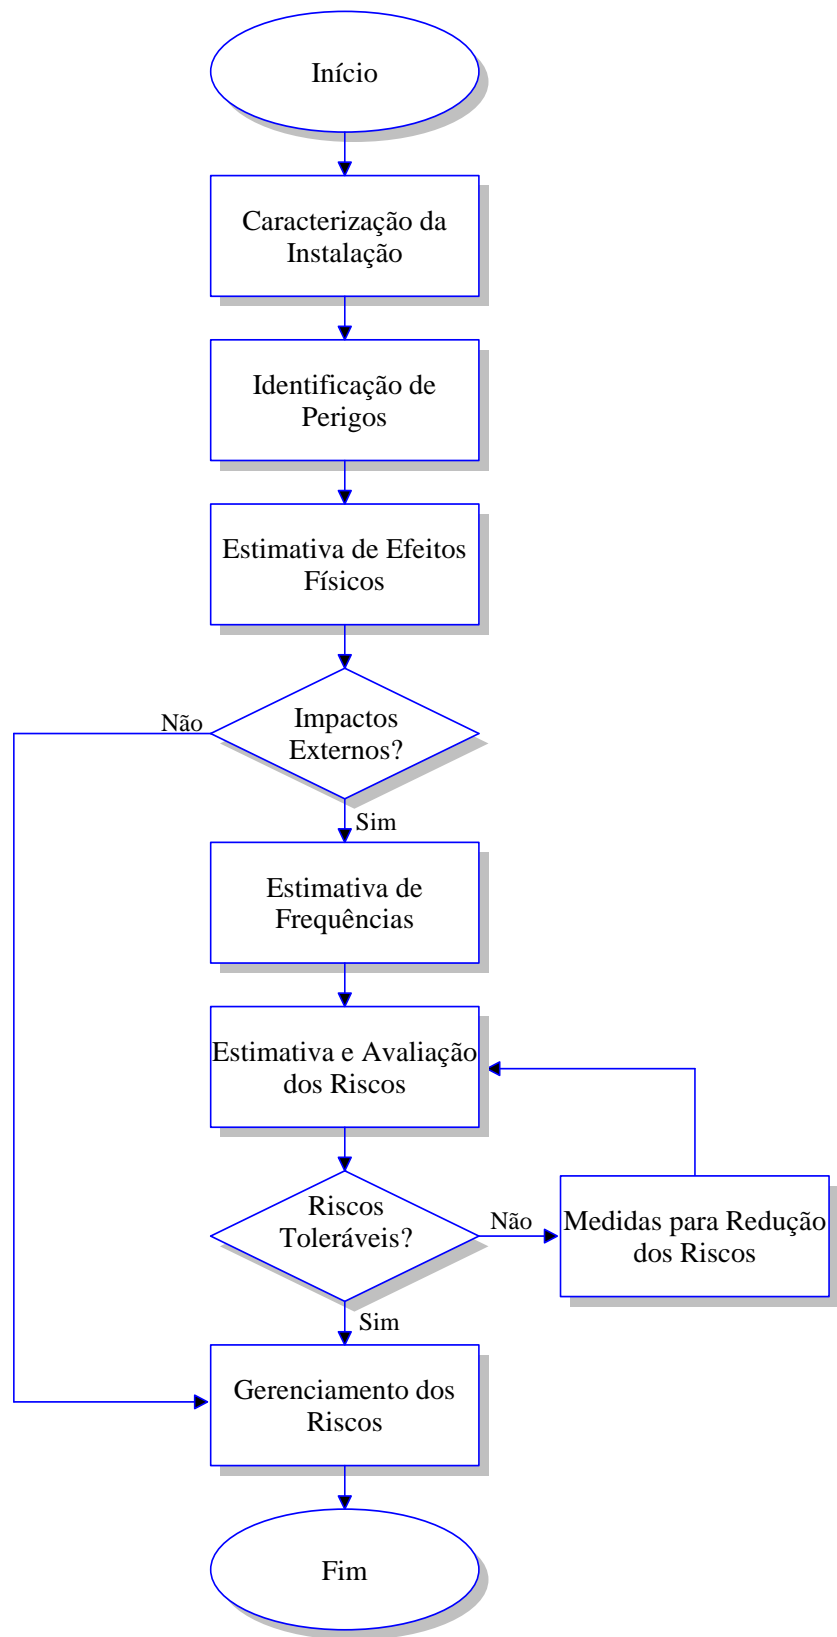 Início
Caracterização da
Instalação
Identificação de
Perigos
Estimativa de Efeitos
Físicos
Impactos
Externos?
Não
Sim
Estimativa de
Frequências
Estimativa e Avaliação
dos Riscos
Riscos
Toleráveis?
Não
Medidas para Redução
dos Riscos
Sim
Gerenciamento dos
Riscos
Fim